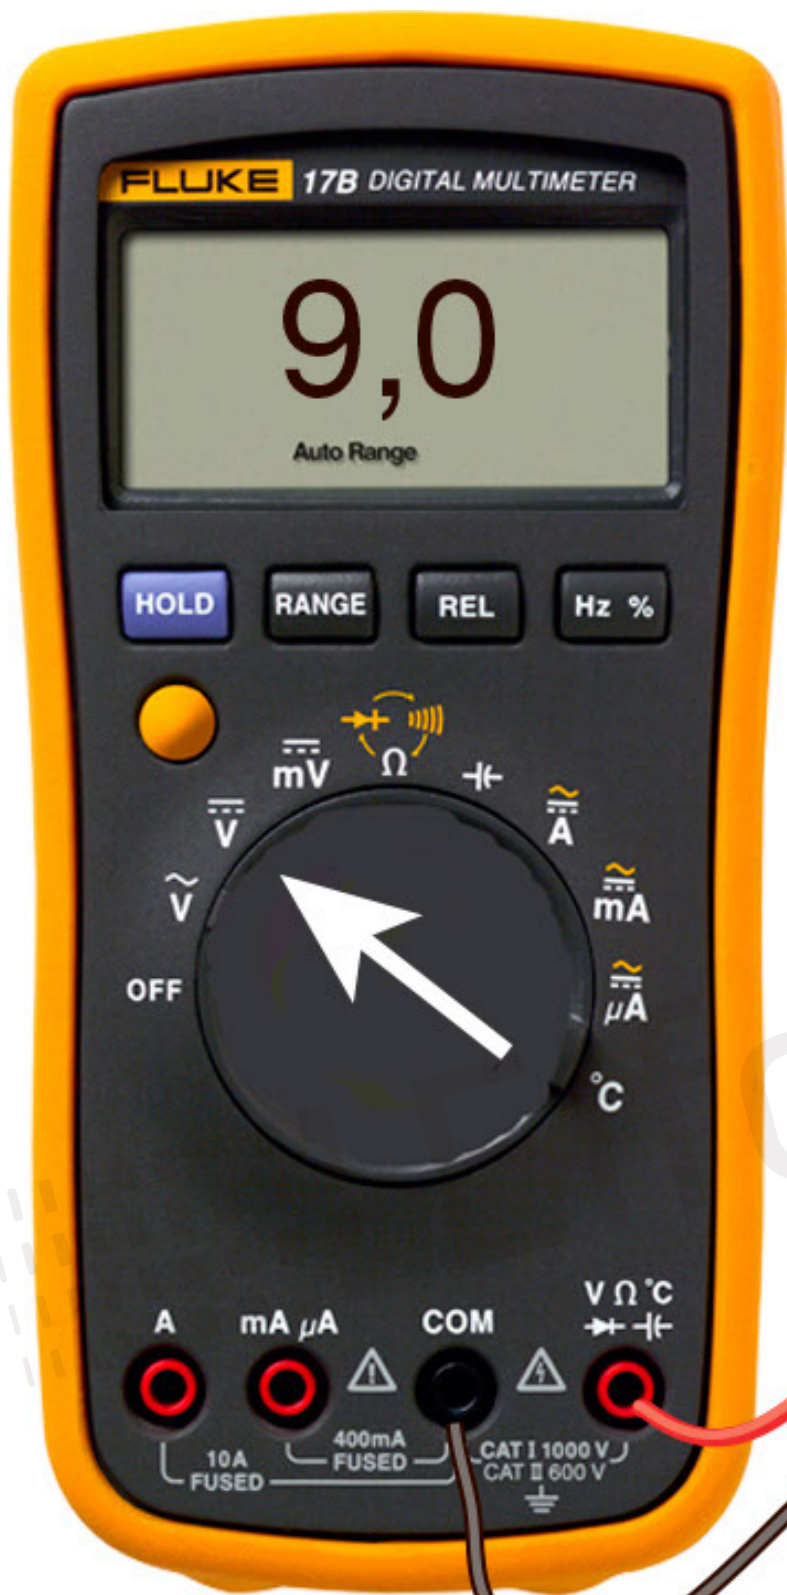 FLUKE 17B DIGITAL MULTIMETER
9,0
Auto Range
HOLD RANGE REL Hz %
mV Ω
V A
V mA
OFF μA
°C
A mA μA COM V Ω °C
10A FUSED
400mA FUSED
CAT I 1000 V
CAT II 600 V